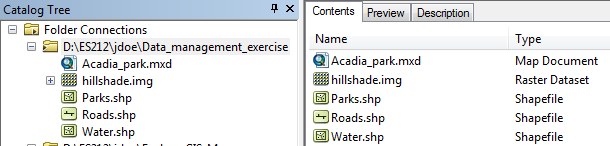 Catalog Tree
Folder Connections
D:\ES212\jdoe\Data_management_exercise
Acadia_park.mxd
hillshade.img
Parks.shp
Roads.shp
Water.shp
Contents Preview Description
Name Type
Acadia_park.mxd Map Document
hillshade.img Raster Dataset
Parks.shp Shapefile
Roads.shp Shapefile
Water.shp Shapefile